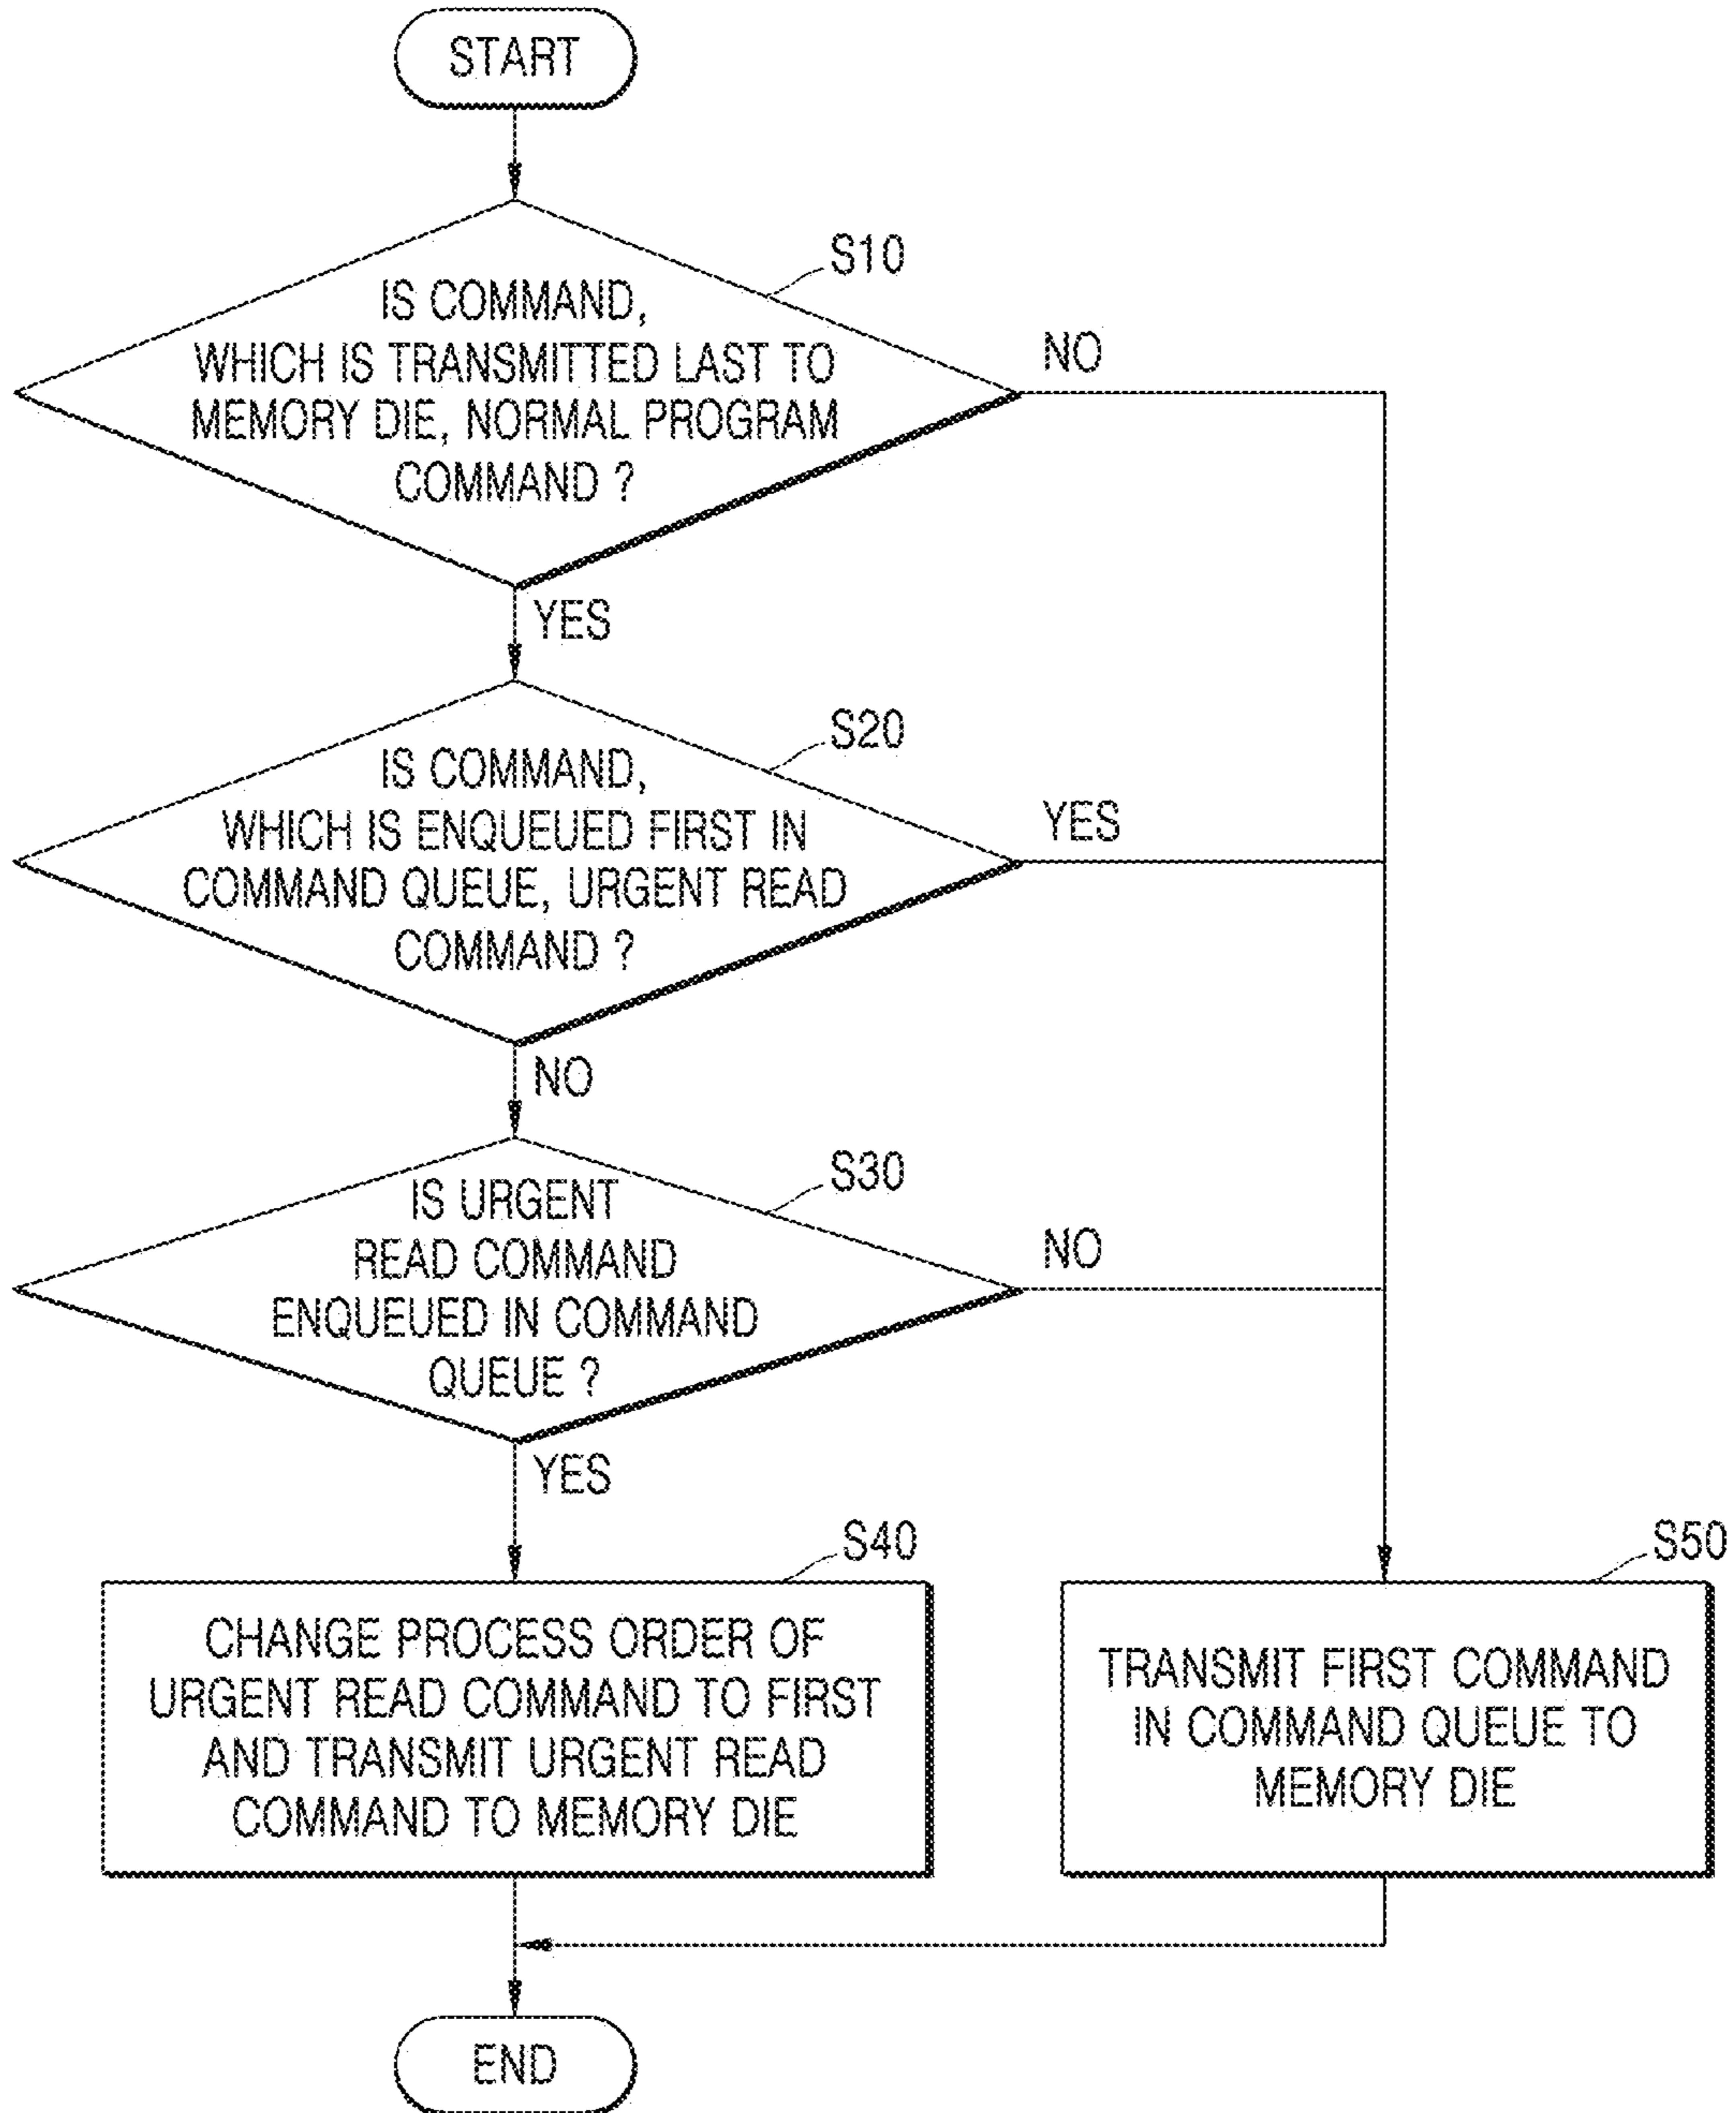 START
S10
IS COMMAND,
WHICH IS TRANSMITTED LAST TO
MEMORY DIE, NORMAL PROGRAM
COMMAND ?
NO
YES
S20
IS COMMAND,
WHICH IS ENQUEUED FIRST IN
COMMAND QUEUE, URGENT READ
COMMAND ?
YES
NO
S30
IS URGENT
READ COMMAND
ENQUEUED IN COMMAND
QUEUE ?
NO
YES
S40
CHANGE PROCESS ORDER OF
URGENT READ COMMAND TO FIRST
AND TRANSMIT URGENT READ
COMMAND TO MEMORY DIE
S50
TRANSMIT FIRST COMMAND
IN COMMAND QUEUE TO
MEMORY DIE
END